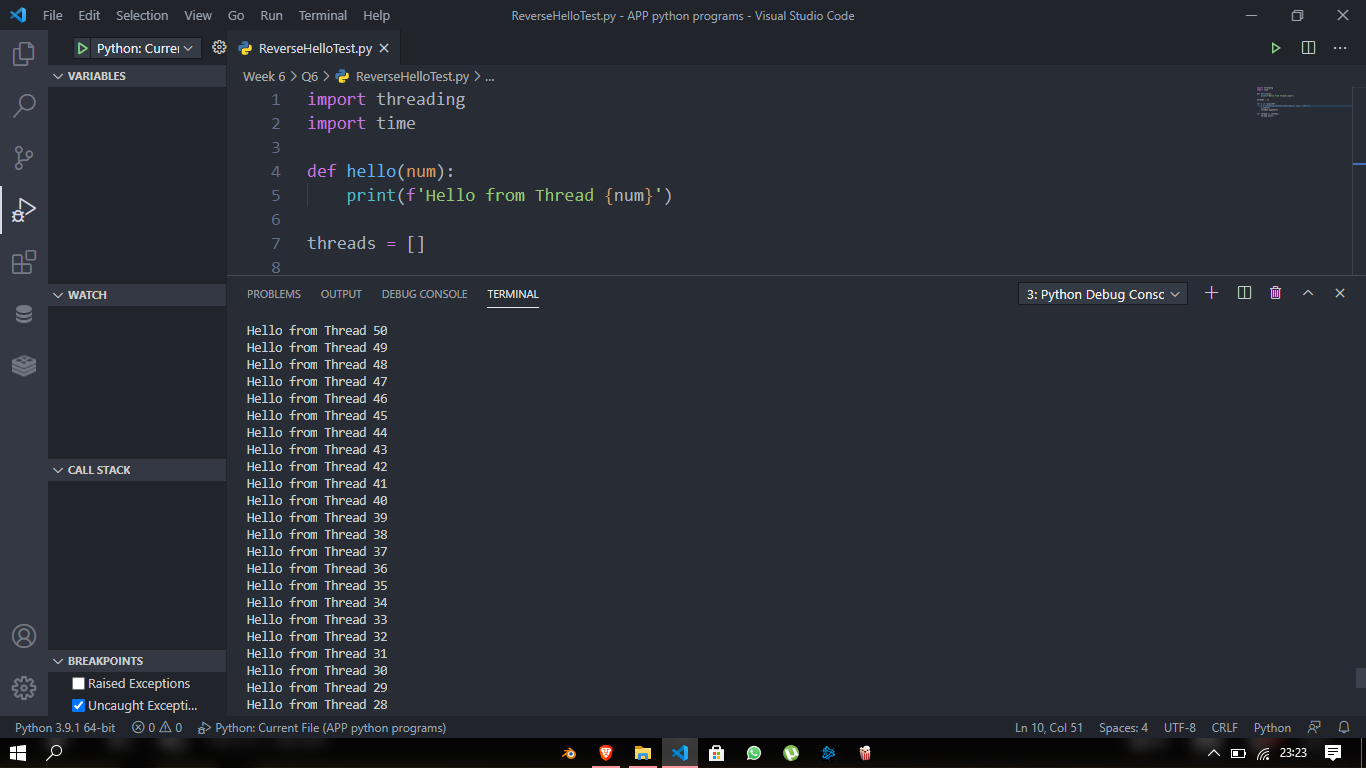 File Edit Selection View Go Run Terminal Help
ReverseHelloTest.py - APP python programs - Visual Studio Code
Python: Currer
ReverseHelloTest.py
VARIABLES
Week 6 > Q6 > ReverseHelloTest.py > ...
1 import threading
2 import time
3
4 def hello(num):
5 print(f'Hello from Thread {num}')
6
7 threads = []
8
WATCH
CALL STACK
BREAKPOINTS
Raised Exceptions
Uncaught Excepti...
PROBLEMS OUTPUT DEBUG CONSOLE TERMINAL
3: Python Debug Consc
Hello from Thread 50
Hello from Thread 49
Hello from Thread 48
Hello from Thread 47
Hello from Thread 46
Hello from Thread 45
Hello from Thread 44
Hello from Thread 43
Hello from Thread 42
Hello from Thread 41
Hello from Thread 40
Hello from Thread 39
Hello from Thread 38
Hello from Thread 37
Hello from Thread 36
Hello from Thread 35
Hello from Thread 34
Hello from Thread 33
Hello from Thread 32
Hello from Thread 31
Hello from Thread 30
Hello from Thread 29
Hello from Thread 28
Python 3.9.1 64-bit 0 0 Python: Current File (APP python programs) Ln 10, Col 51 Spaces: 4 UTF-8 CRLF Python
23:23